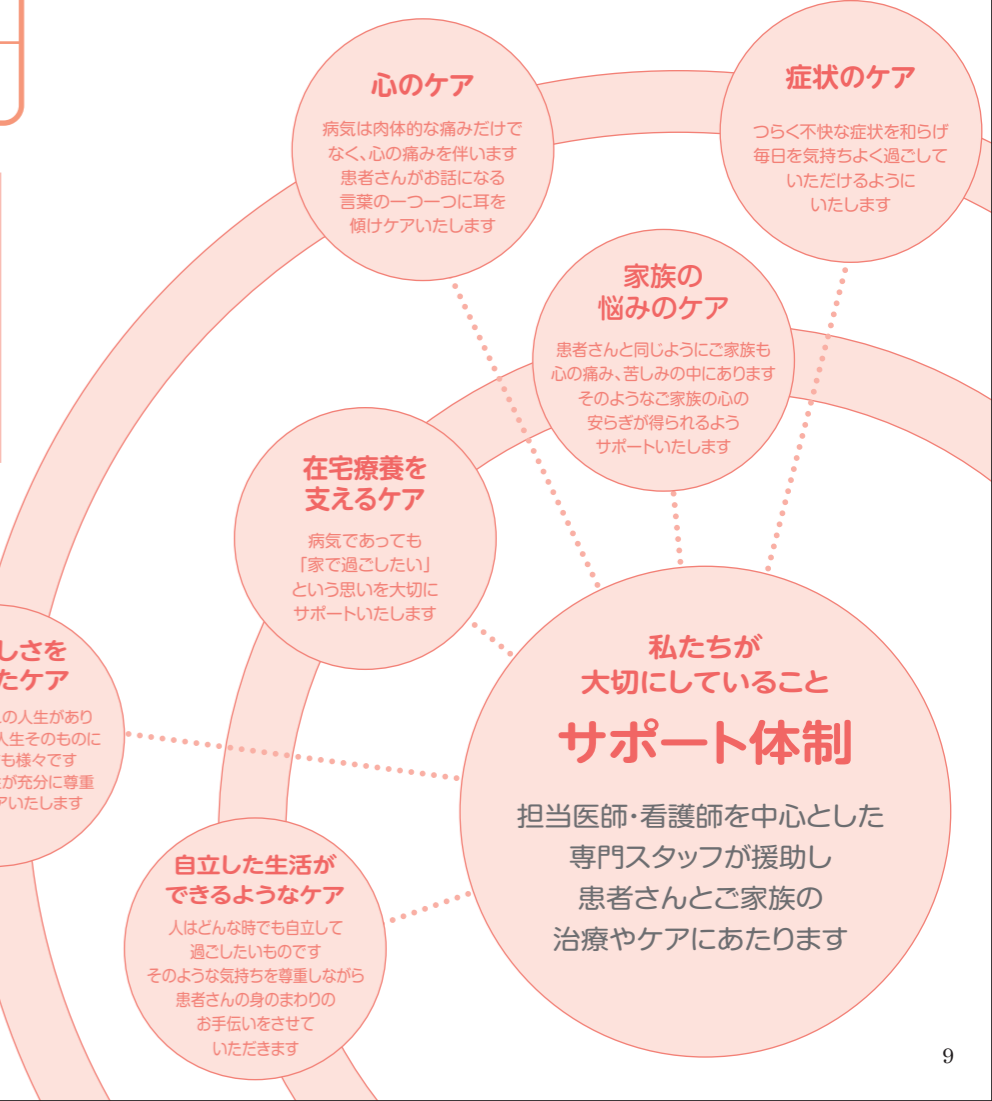 心のケア
病気は肉体的な痛みだけで
なく、心の痛みを伴います
患者さんがお話になる
言葉の一つ一つに耳を
傾けケアいたします
症状のケア
つらく不快な症状を和らげ
毎日を気持ちよく過ごして
いただけるように
いたします
家族の
悩みのケア
患者さんと同じようにご家族も
心の痛み、苦しみの中にあります
そのようなご家族の心の
安らぎが得られるよう
サポートいたします
在宅療養を
支えるケア
病気であっても
「家で過ごしたい」
という思いを大切に
サポートいたします
しさを
たケア
の人生があり
人生そのものに
も様々です
が充分に尊重
アいたします
自立した生活が
できるようなケア
人はどんな時でも自立して
過ごしたいものです
そのような気持ちを尊重しながら
患者さんの身のまわりの
お手伝いをさせて
いただきます
私たちが
大切にしていること
サポート体制
担当医師・看護師を中心とした
専門スタッフが援助し
患者さんとご家族の
治療やケアにあたります
9